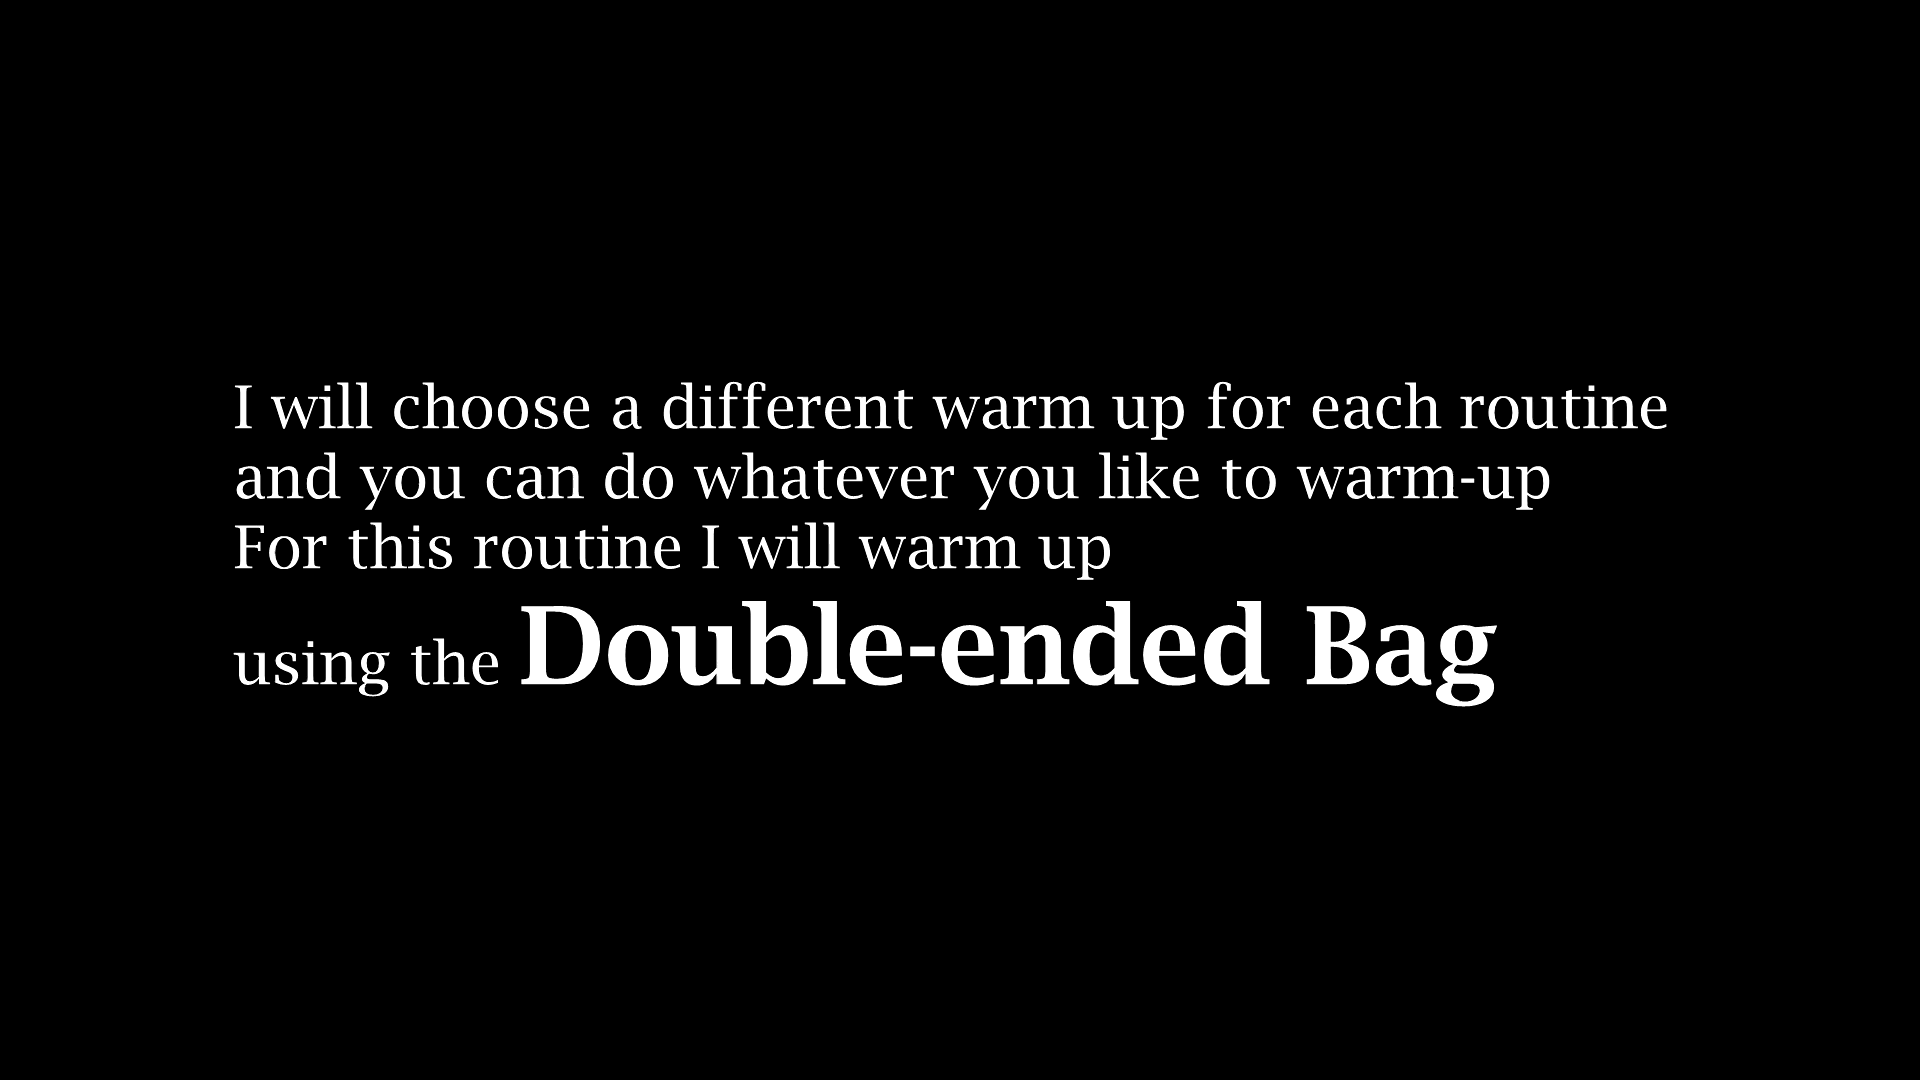 I will choose a different warm up for each routine
and you can do whatever you like to warm-up
For this routine I will warm up
using the Double-ended Bag